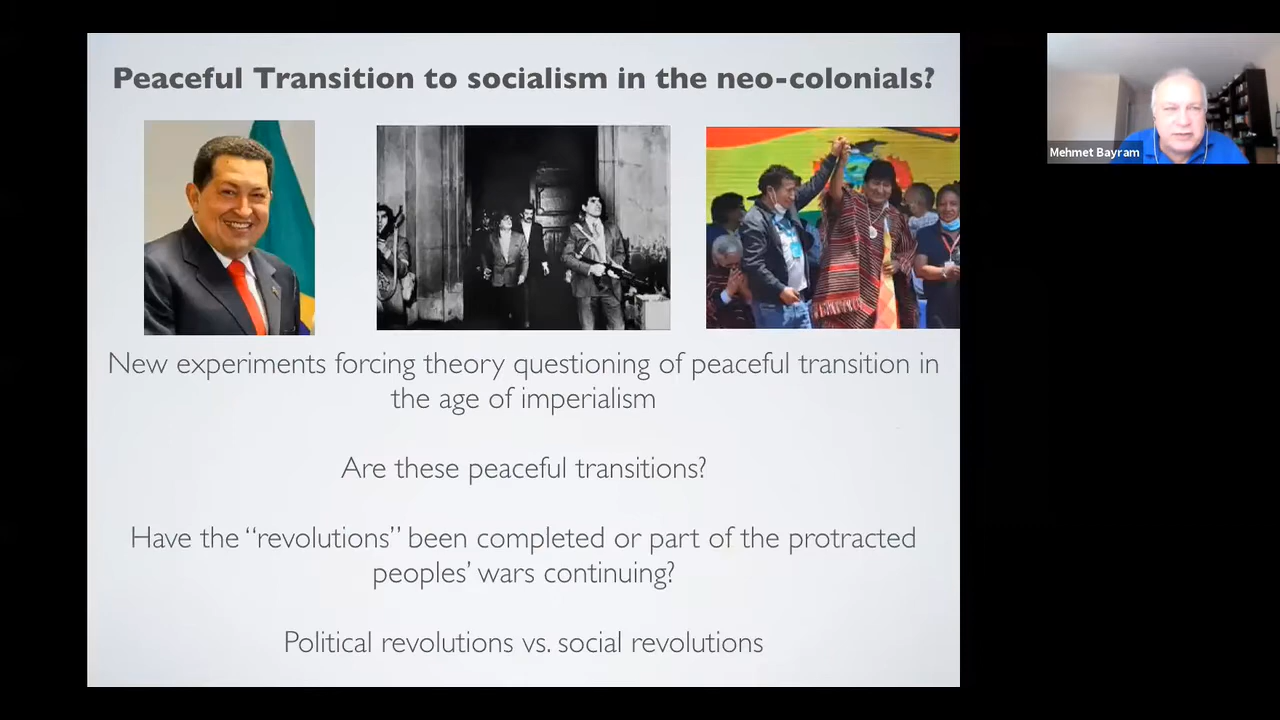 Peaceful Transition to socialism in the neo-colonials?
Mehmet Bayram
New experiments forcing theory questioning of peaceful transition in
the age of imperialism
Are these peaceful transitions?
Have the “revolutions” been completed or part of the protracted
peoples’ wars continuing?
Political revolutions vs. social revolutions